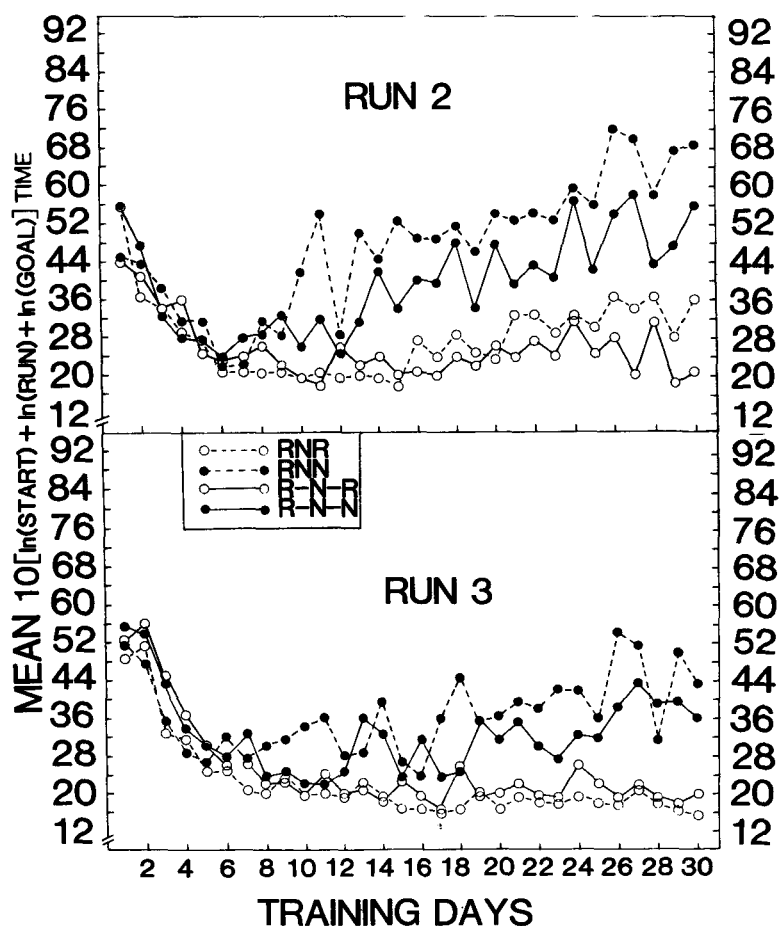 MEAN 10[ln(START) + ln(RUN) + ln(GOAL)] TIME
RUN 2
92 92
84 84
76 76
68 68
60 60
52 52
44 44
36 36
28 28
20 20
12 12
RNR
RNN
R-N-R
R-N-N
RUN 3
92 92
84 84
76 76
68 68
60 60
52 52
44 44
36 36
28 28
20 20
12 12
2 4 6 8 10 12 14 16 18 20 22 24 26 28 30
TRAINING DAYS